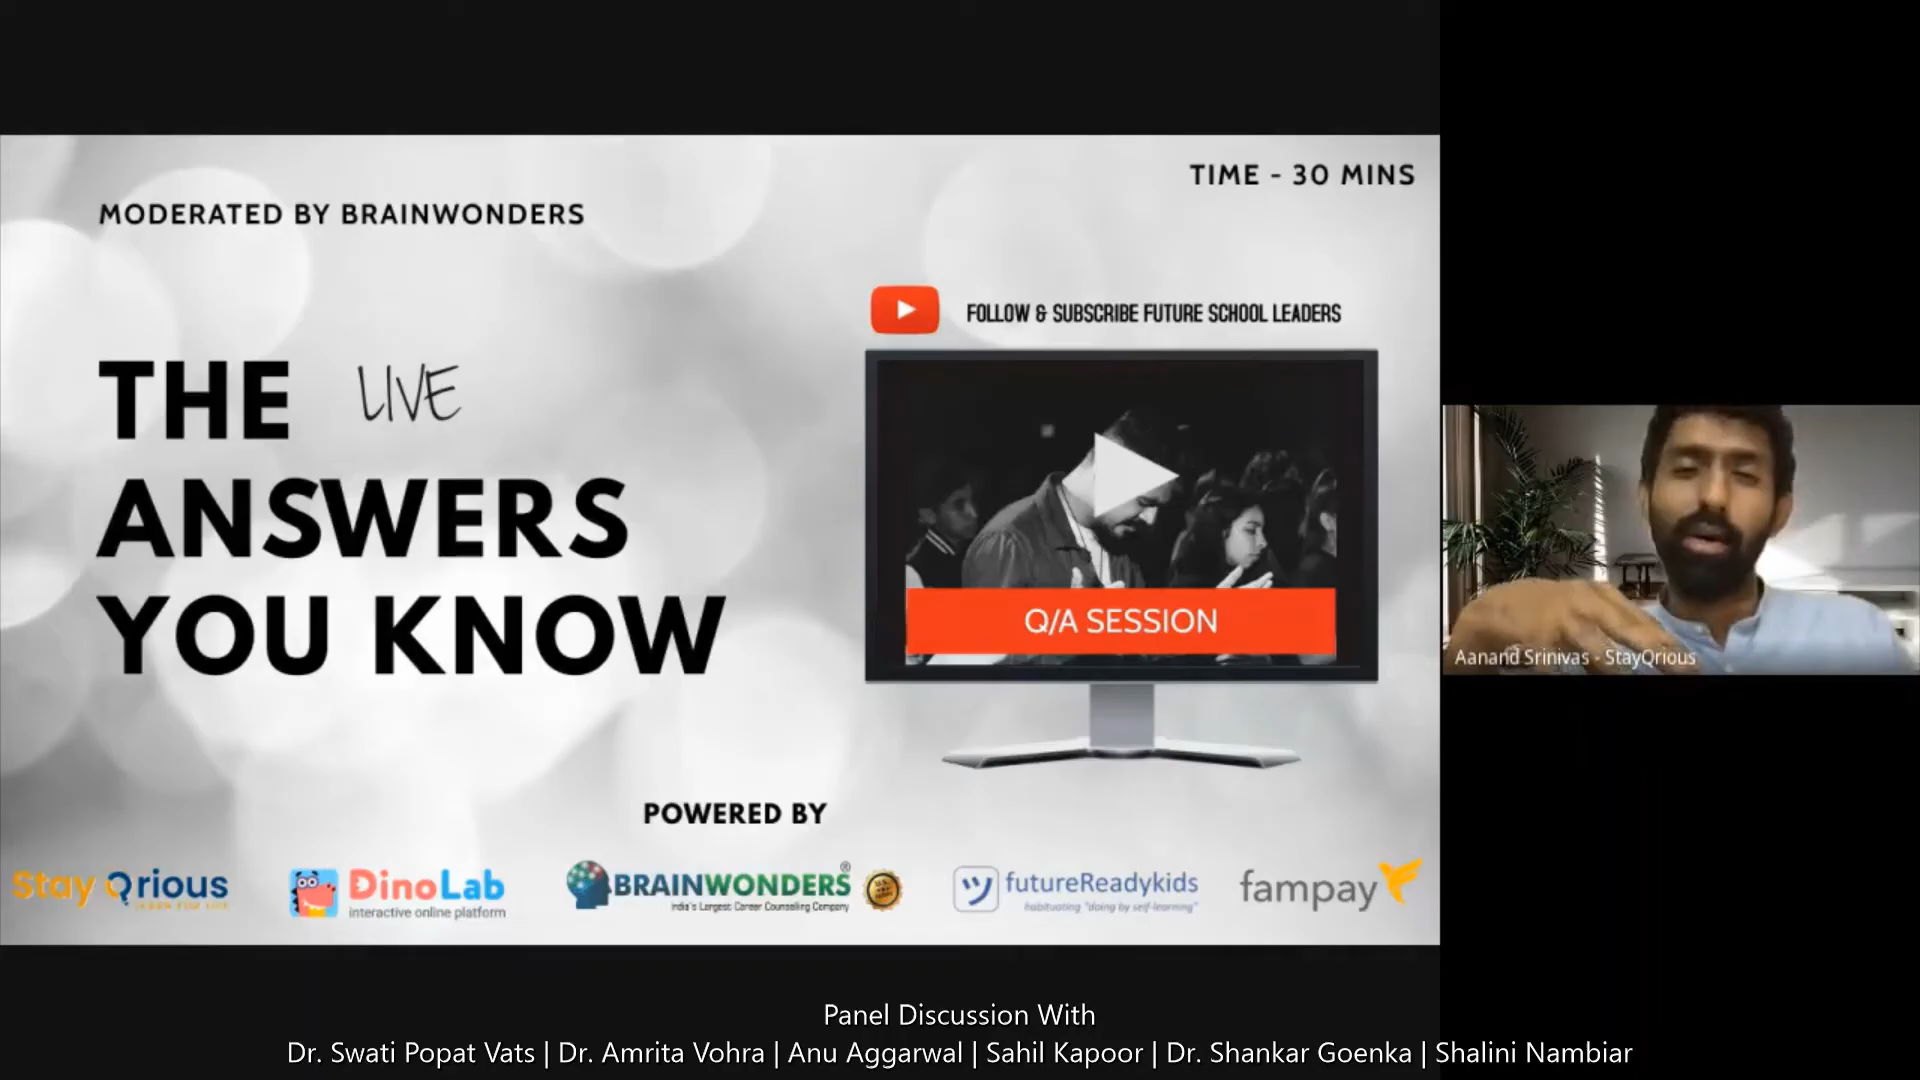 TIME - 30 MINS
MODERATED BY BRAINWONDERS
FOLLOW & SUBSCRIBE FUTURE SCHOOL LEADERS
THE LIVE
ANSWERS
YOU KNOW
Q/A SESSION
Aanand Srinivas - StayQrious
POWERED BY
Stay Qrious
DinoLab
interactive online platform
BRAINWONDERS®
India's Largest Career Counselling Company
futureReadykids
habituating "doing by self-learning"
fampay
Panel Discussion With
Dr. Swati Popat Vats | Dr. Amrita Vohra | Anu Aggarwal | Sahil Kapoor | Dr. Shankar Goenka | Shalini Nambiar